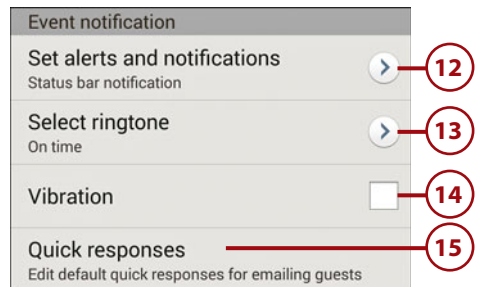 Event notification
Set alerts and notifications
Status bar notification
12
Select ringtone
On time
13
Vibration
14
Quick responses
15
Edit default quick responses for emailing guests